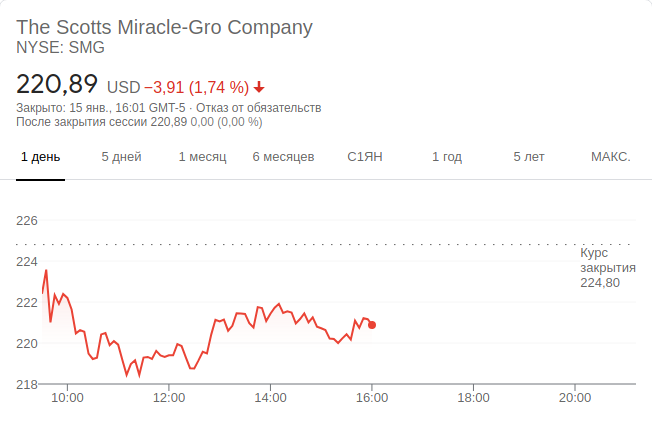 The Scotts Miracle-Gro Company
NYSE: SMG
220,89 USD −3,91 (1,74 %)
Закрыто: 15 янв., 16:01 GMT-5 · Отказ от обязательств
После закрытия сессии 220,89 0,00 (0,00 %)
1 день 5 дней 1 месяц 6 месяцев С1ЯН 1 год 5 лет МАКС.
226
224
222
220
218
Курс
закрытия
224,80
10:00 12:00 14:00 16:00 18:00 20:00